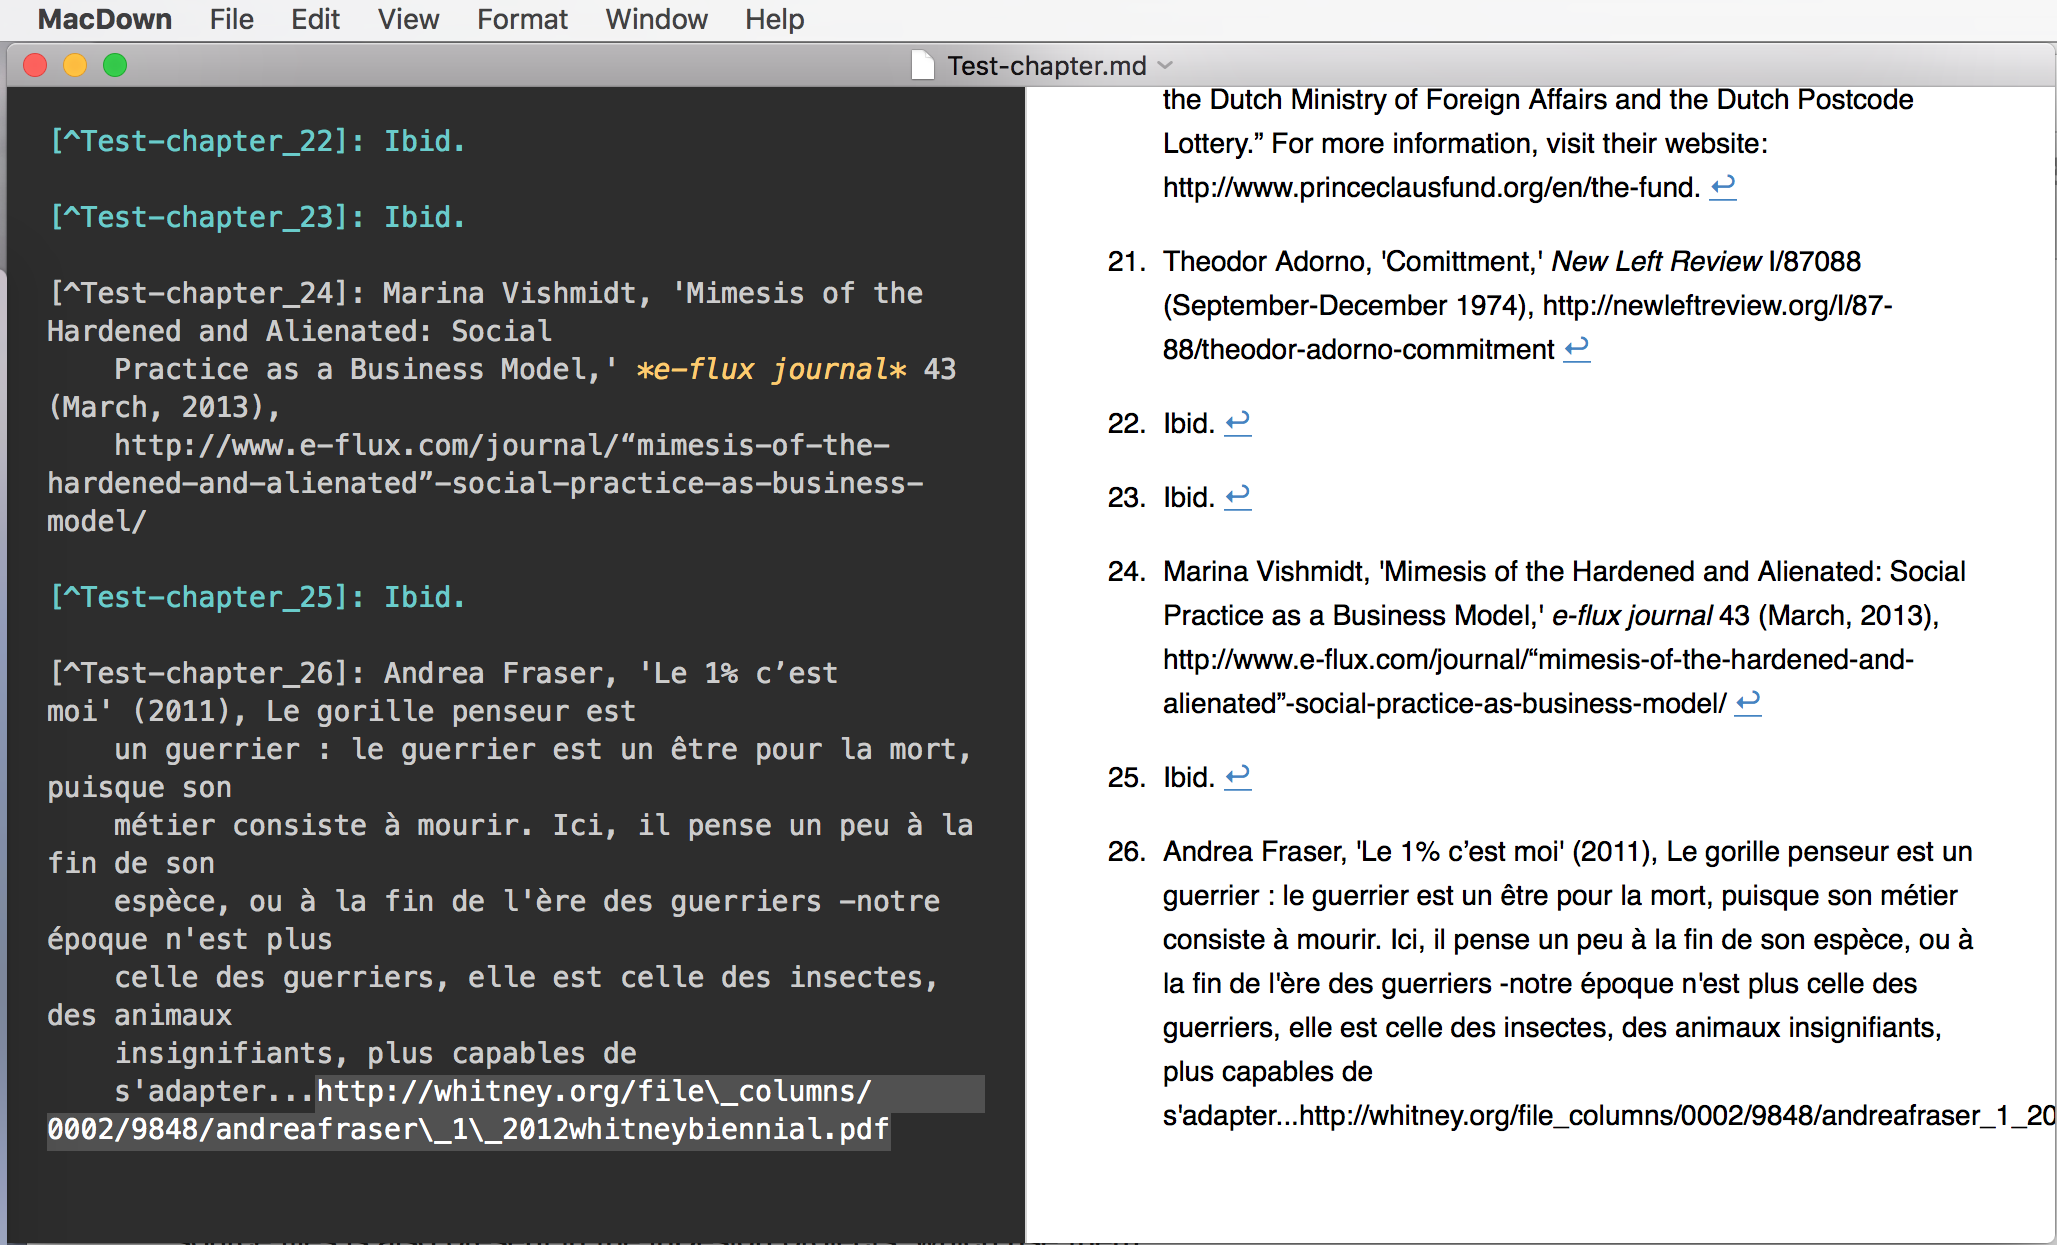 MacDown File Edit View Format Window Help
Test-chapter.md
[^Test-chapter_22]: Ibid.
[^Test-chapter_23]: Ibid.
[^Test-chapter_24]: Marina Vishmidt, 'Mimesis of the
Hardened and Alienated: Social
Practice as a Business Model,' *e-flux journal* 43
(March, 2013),
http://www.e-flux.com/journal/“mimesis-of-the-
hardened-and-alienated”-social-practice-as-business-
model/
[^Test-chapter_25]: Ibid.
[^Test-chapter_26]: Andrea Fraser, 'Le 1% c’est
moi' (2011), Le gorille penseur est
un guerrier : le guerrier est un être pour la mort,
puisque son
métier consiste à mourir. Ici, il pense un peu à la
fin de son
espèce, ou à la fin de l'ère des guerriers -notre
époque n'est plus
celle des guerriers, elle est celle des insectes,
des animaux
insignifiants, plus capables de
s'adapter...http://whitney.org/file\_columns/
0002/9848/andreafraser\_1\_2012whitneybiennial.pdf
the Dutch Ministry of Foreign Affairs and the Dutch Postcode
Lottery.” For more information, visit their website:
http://www.princeclausfund.org/en/the-fund. ↩
21. Theodor Adorno, 'Comittment,' New Left Review I/87088
(September-December 1974), http://newleftreview.org/I/87-
88/theodor-adorno-commitment ↩
22. Ibid. ↩
23. Ibid. ↩
24. Marina Vishmidt, 'Mimesis of the Hardened and Alienated: Social
Practice as a Business Model,' e-flux journal 43 (March, 2013),
http://www.e-flux.com/journal/“mimesis-of-the-hardened-and-
alienated”-social-practice-as-business-model/ ↩
25. Ibid. ↩
26. Andrea Fraser, 'Le 1% c’est moi' (2011), Le gorille penseur est un
guerrier : le guerrier est un être pour la mort, puisque son métier
consiste à mourir. Ici, il pense un peu à la fin de son espèce, ou à
la fin de l'ère des guerriers -notre époque n'est plus celle des
guerriers, elle est celle des insectes, des animaux insignifiants,
plus capables de
s'adapter...http://whitney.org/file_columns/0002/9848/andreafraser_1_20